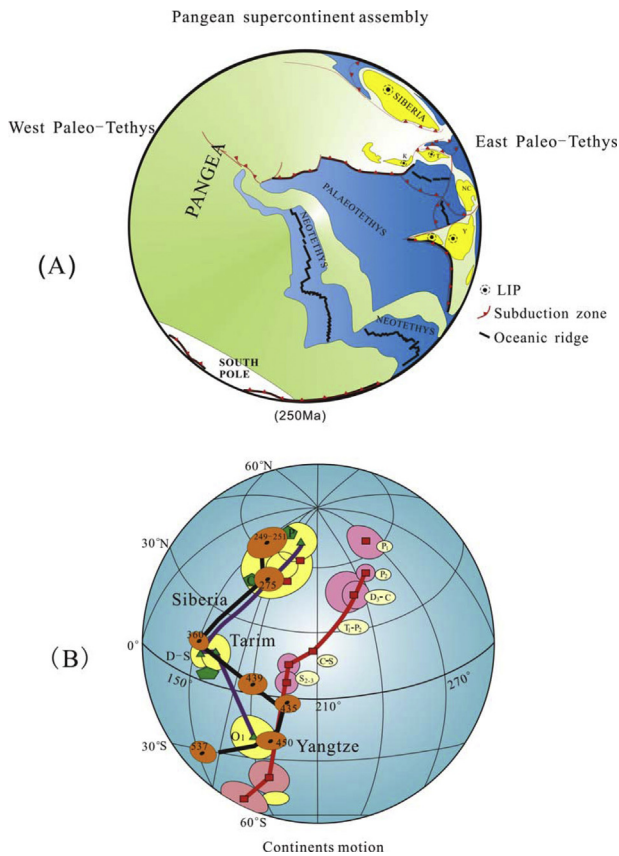 Pangean supercontinent assembly
West Paleo-Tethys
East Paleo-Tethys
SIBERIA
PANGEA
K
T
NC
PALAEOTETHYS
Y
NEOTETHYS
NEOTETHYS
(A)
LIP
Subduction zone
Oceanic ridge
SOUTH
POLE
(250Ma)
60°N
249-251
30°N
P₁
275
P₂
Siberia
D₃-C
T₁-P₂
360
Tarim
0°
D-S
C-S
(B)
150°
439
S₂₋₃
270°
435
210°
O₁
450
Yangtze
30°S
537
60°S
Continents motion